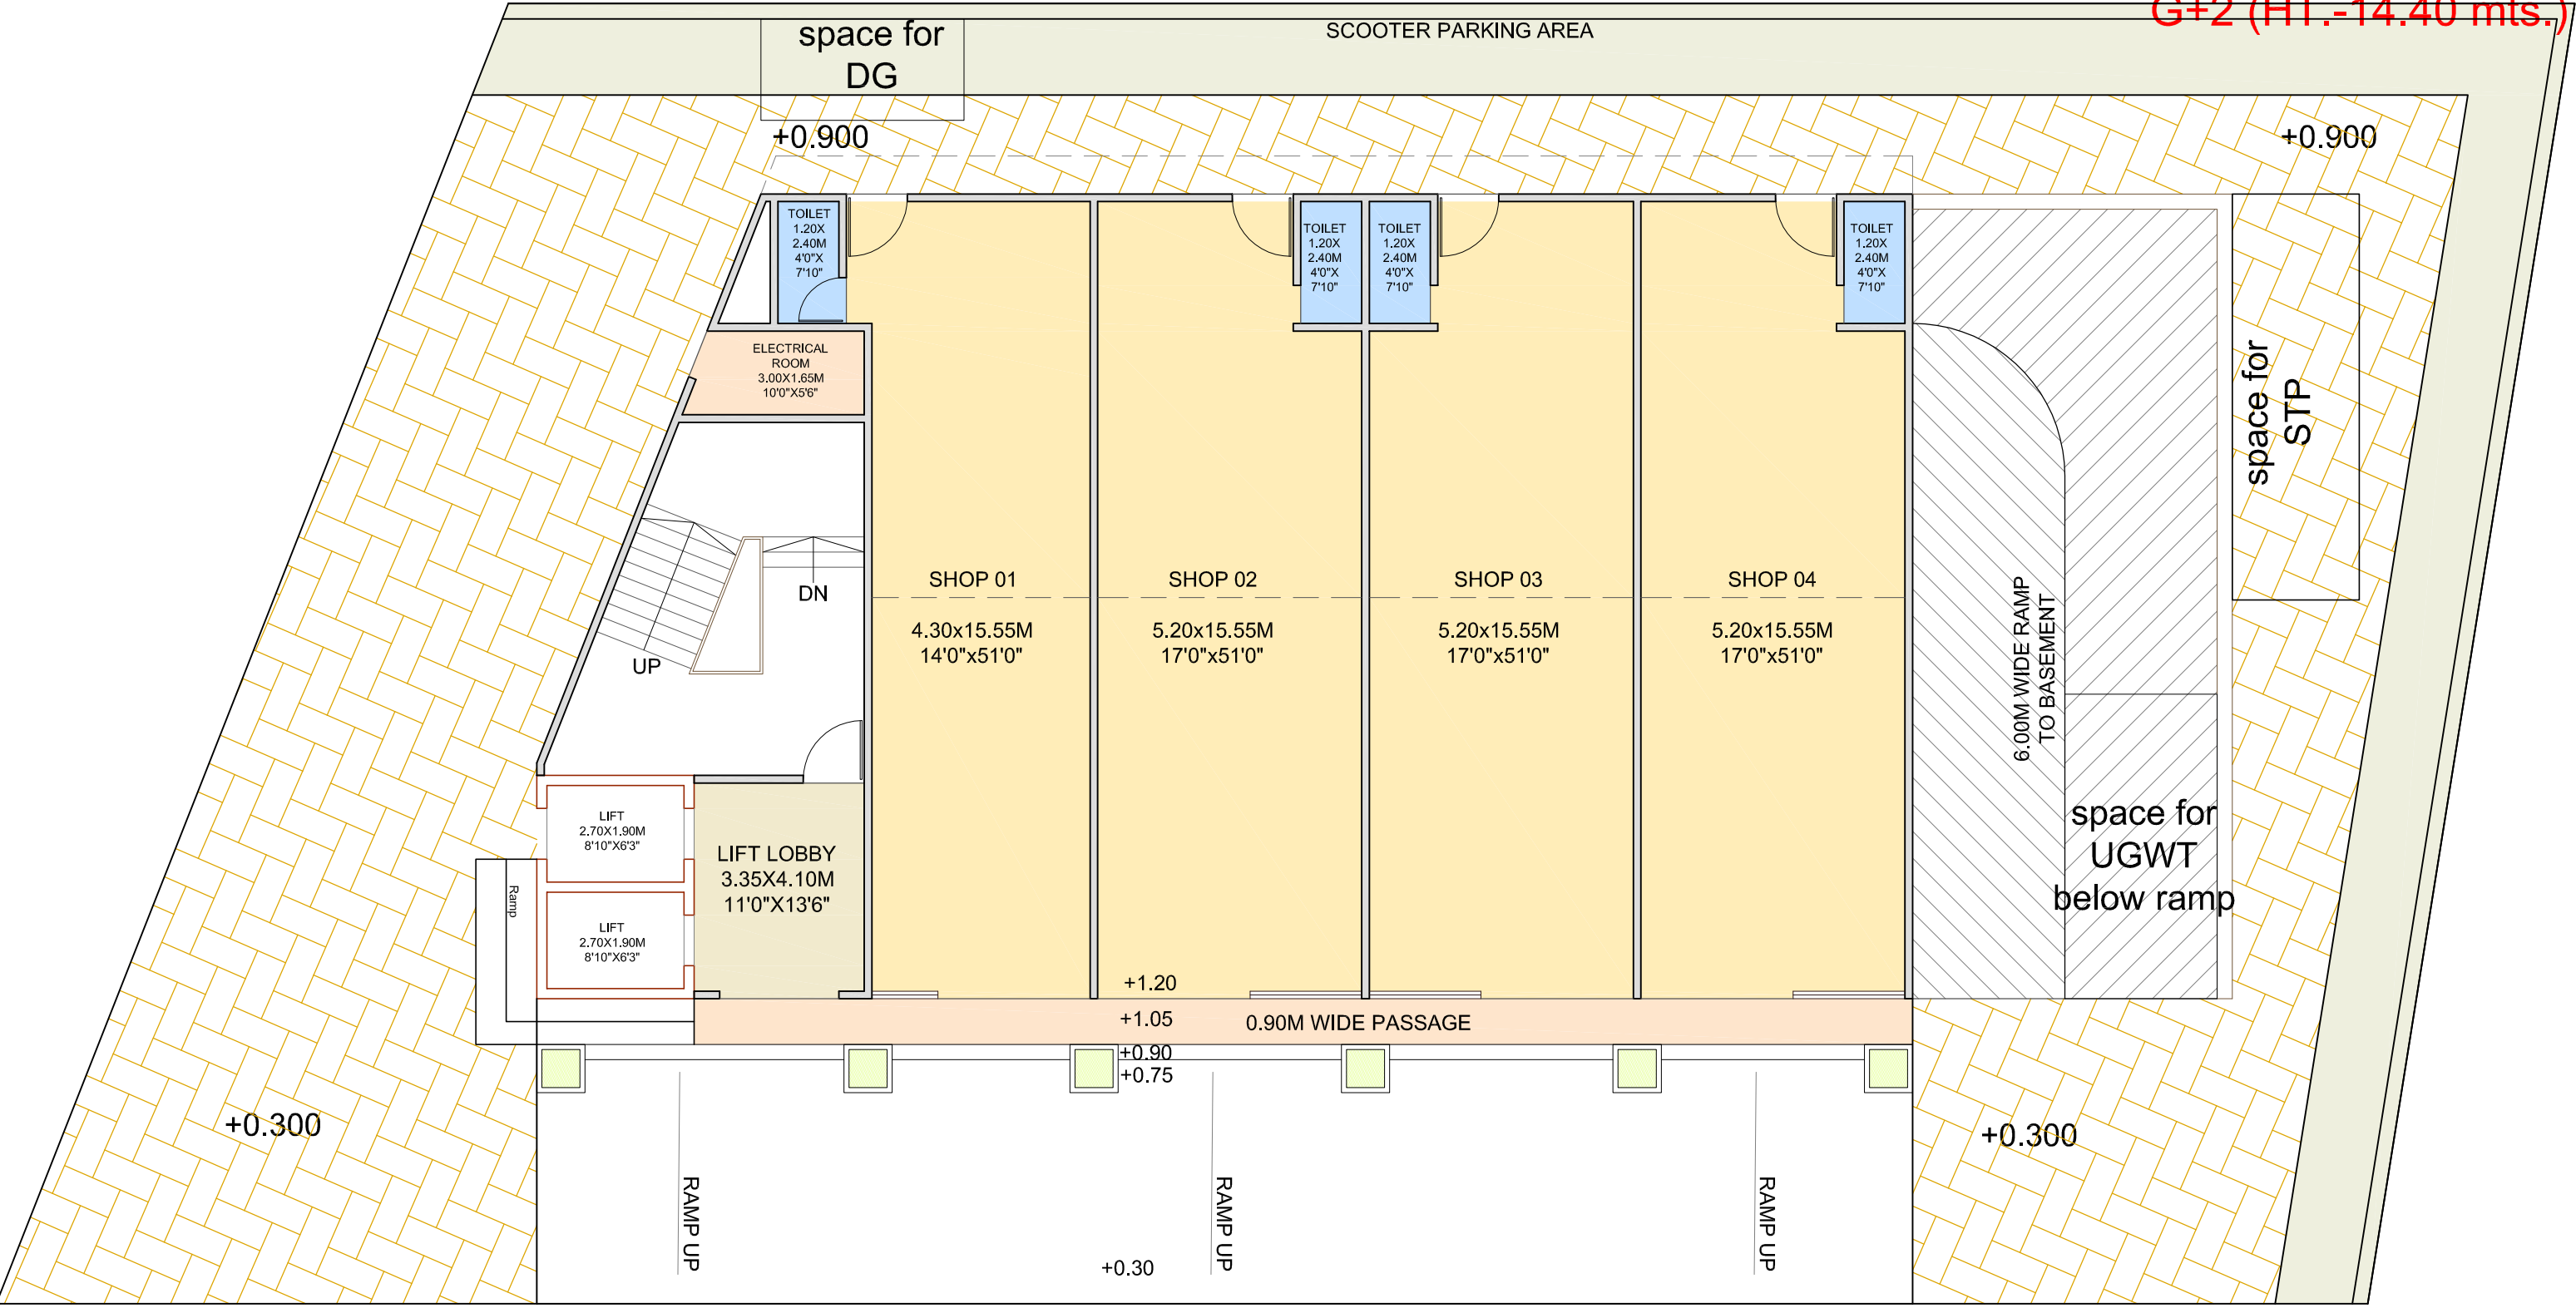 G+2 (HT.-14.40 mts.)
SCOOTER PARKING AREA
space for
DG
+0.900
+0.900
TOILET
1.20X
2.40M
4'0"X
7'10"
TOILET
1.20X
2.40M
4'0"X
7'10"
TOILET
1.20X
2.40M
4'0"X
7'10"
TOILET
1.20X
2.40M
4'0"X
7'10"
ELECTRICAL
ROOM
3.00X1.65M
10'0"X5'6"
space for
STP
DN
UP
SHOP 01
4.30x15.55M
14'0"x51'0"
SHOP 02
5.20x15.55M
17'0"x51'0"
SHOP 03
5.20x15.55M
17'0"x51'0"
SHOP 04
5.20x15.55M
17'0"x51'0"
6.00M WIDE RAMP
TO BASEMENT
LIFT
2.70X1.90M
8'10"X6'3"
LIFT LOBBY
3.35X4.10M
11'0"X13'6"
space for
UGWT
below ramp
Ramp
LIFT
2.70X1.90M
8'10"X6'3"
+1.20
+1.05
0.90M WIDE PASSAGE
+0.90
+0.75
+0.300
+0.300
RAMP UP
RAMP UP
RAMP UP
+0.30